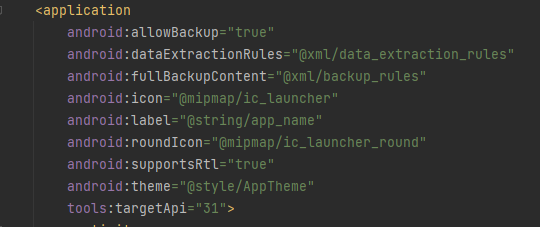 <application
android:allowBackup="true"
android:dataExtractionRules="@xml/data_extraction_rules"
android:fullBackupContent="@xml/backup_rules"
android:icon="@mipmap/ic_launcher"
android:label="@string/app_name"
android:roundIcon="@mipmap/ic_launcher_round"
android:supportsRtl="true"
android:theme="@style/AppTheme"
tools:targetApi="31">